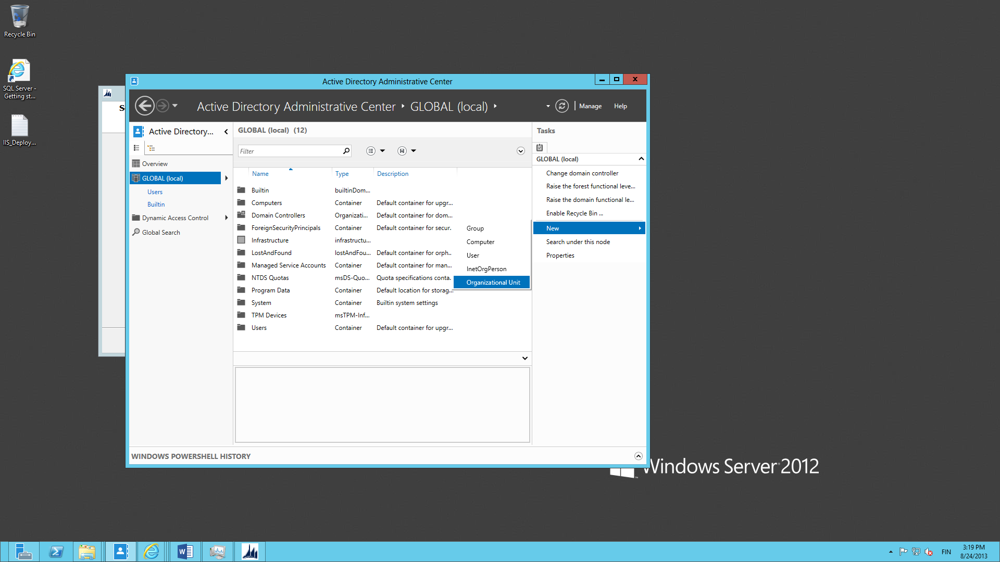 Recycle Bin
SQL Server -
Getting st...
IIS_Deploy...
S
Active Directory Administrative Center
Active Directory Administrative Center GLOBAL (local)
Manage Help
Active Directory...
Overview
GLOBAL (local)
Users
Builtin
Dynamic Access Control
Global Search
GLOBAL (local) (12)
Filter
Name Type Description
Builtin builtinDom...
Computers Container Default container for upgr...
Domain Controllers Organizati... Default container for dom...
ForeignSecurityPrincipals Container Default container for secur.
Infrastructure infrastructu...
LostAndFound lostAndFou... Default container for orph..
Managed Service Accounts Container Default container for man...
NTDS Quotas msDS-Quo... Quota specifications conta.
Program Data Container Default location for storag...
System Container Builtin system settings
TPM Devices msTPM-Inf...
Users Container Default container for upgr...
Group
Computer
User
InetOrgPerson
Organizational Unit
Tasks
GLOBAL (local)
Change domain controller
Raise the forest functional leve...
Raise the domain functional le...
Enable Recycle Bin ...
New
Search under this node
Properties
WINDOWS POWERSHELL HISTORY
Windows Server 2012
FIN
3:19 PM
8/24/2013